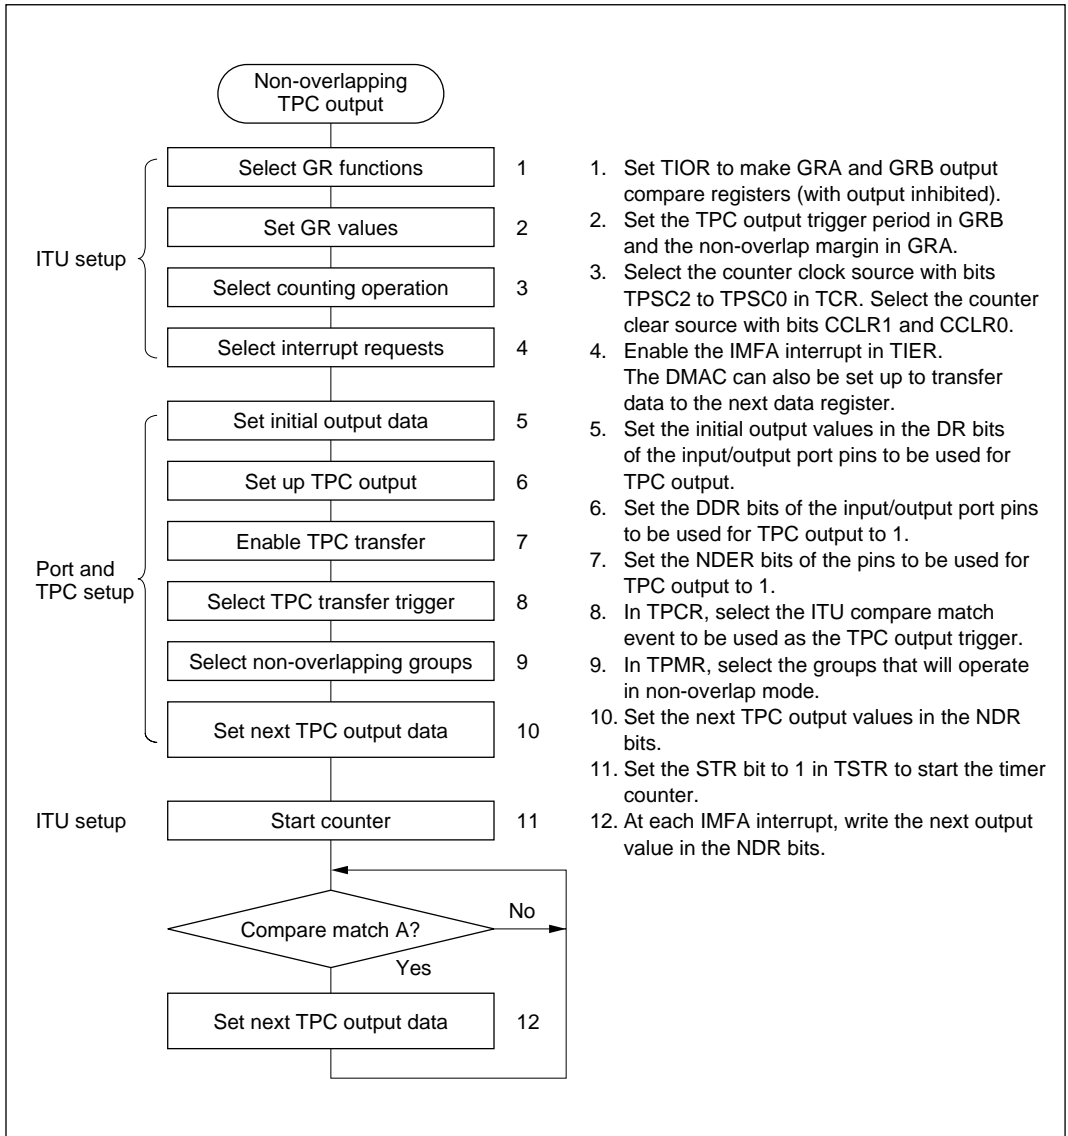 Non-overlapping
TPC output
ITU setup
Select GR functions
1
Set GR values
2
Select counting operation
3
Select interrupt requests
4
Port and
TPC setup
Set initial output data
5
Set up TPC output
6
Enable TPC transfer
7
Select TPC transfer trigger
8
Select non-overlapping groups
9
Set next TPC output data
10
ITU setup
Start counter
11
Compare match A?
No
Yes
Set next TPC output data
12
1. Set TIOR to make GRA and GRB output
compare registers (with output inhibited).
2. Set the TPC output trigger period in GRB
and the non-overlap margin in GRA.
3. Select the counter clock source with bits
TPSC2 to TPSC0 in TCR. Select the counter
clear source with bits CCLR1 and CCLR0.
4. Enable the IMFA interrupt in TIER.
The DMAC can also be set up to transfer
data to the next data register.
5. Set the initial output values in the DR bits
of the input/output port pins to be used for
TPC output.
6. Set the DDR bits of the input/output port pins
to be used for TPC output to 1.
7. Set the NDER bits of the pins to be used for
TPC output to 1.
8. In TPCR, select the ITU compare match
event to be used as the TPC output trigger.
9. In TPMR, select the groups that will operate
in non-overlap mode.
10. Set the next TPC output values in the NDR
bits.
11. Set the STR bit to 1 in TSTR to start the timer
counter.
12. At each IMFA interrupt, write the next output
value in the NDR bits.